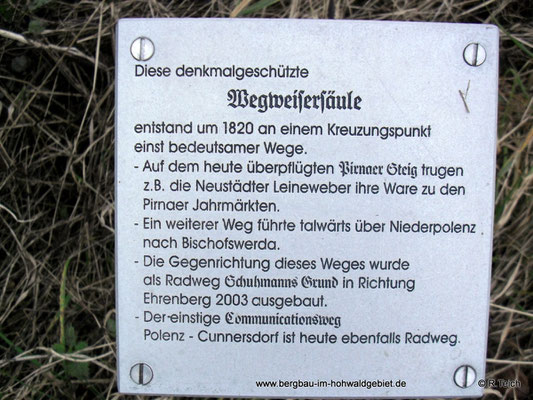 Diese denkmalgeschützte
Wegweisersäule
entstand um 1820 an einem Kreuzungspunkt
einst bedeutsamer Wege.
- Auf dem heute überpflügten Pirnaer Steig trugen
z.B. die Neustädter Leineweber ihre Ware zu den
Pirnaer Jahrmärkten.
- Ein weiterer Weg führte talwärts über Niederpolenz
nach Bischofswerda.
- Die Gegenrichtung dieses Weges wurde
als Radweg Schuhmanns Grund in Richtung
Ehrenberg 2003 ausgebaut.
- Der einstige Communicationsweg
Polenz - Cunnersdorf ist heute ebenfalls Radweg.
www.bergbau-im-hohwaldgebiet.de
© R.Teich